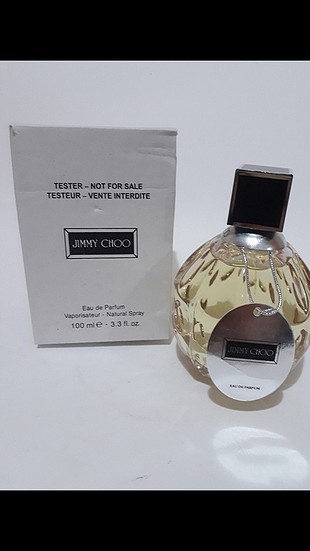 TESTER – NOT FOR SALE
TESTEUR – VENTE INTERDITE
JIMMY CHOO
Eau de Parfum
Vaporisateur - Natural Spray
100 ml ℮ - 3.3 fl. oz.
JIMMY CHOO
EAU DE PARFUM